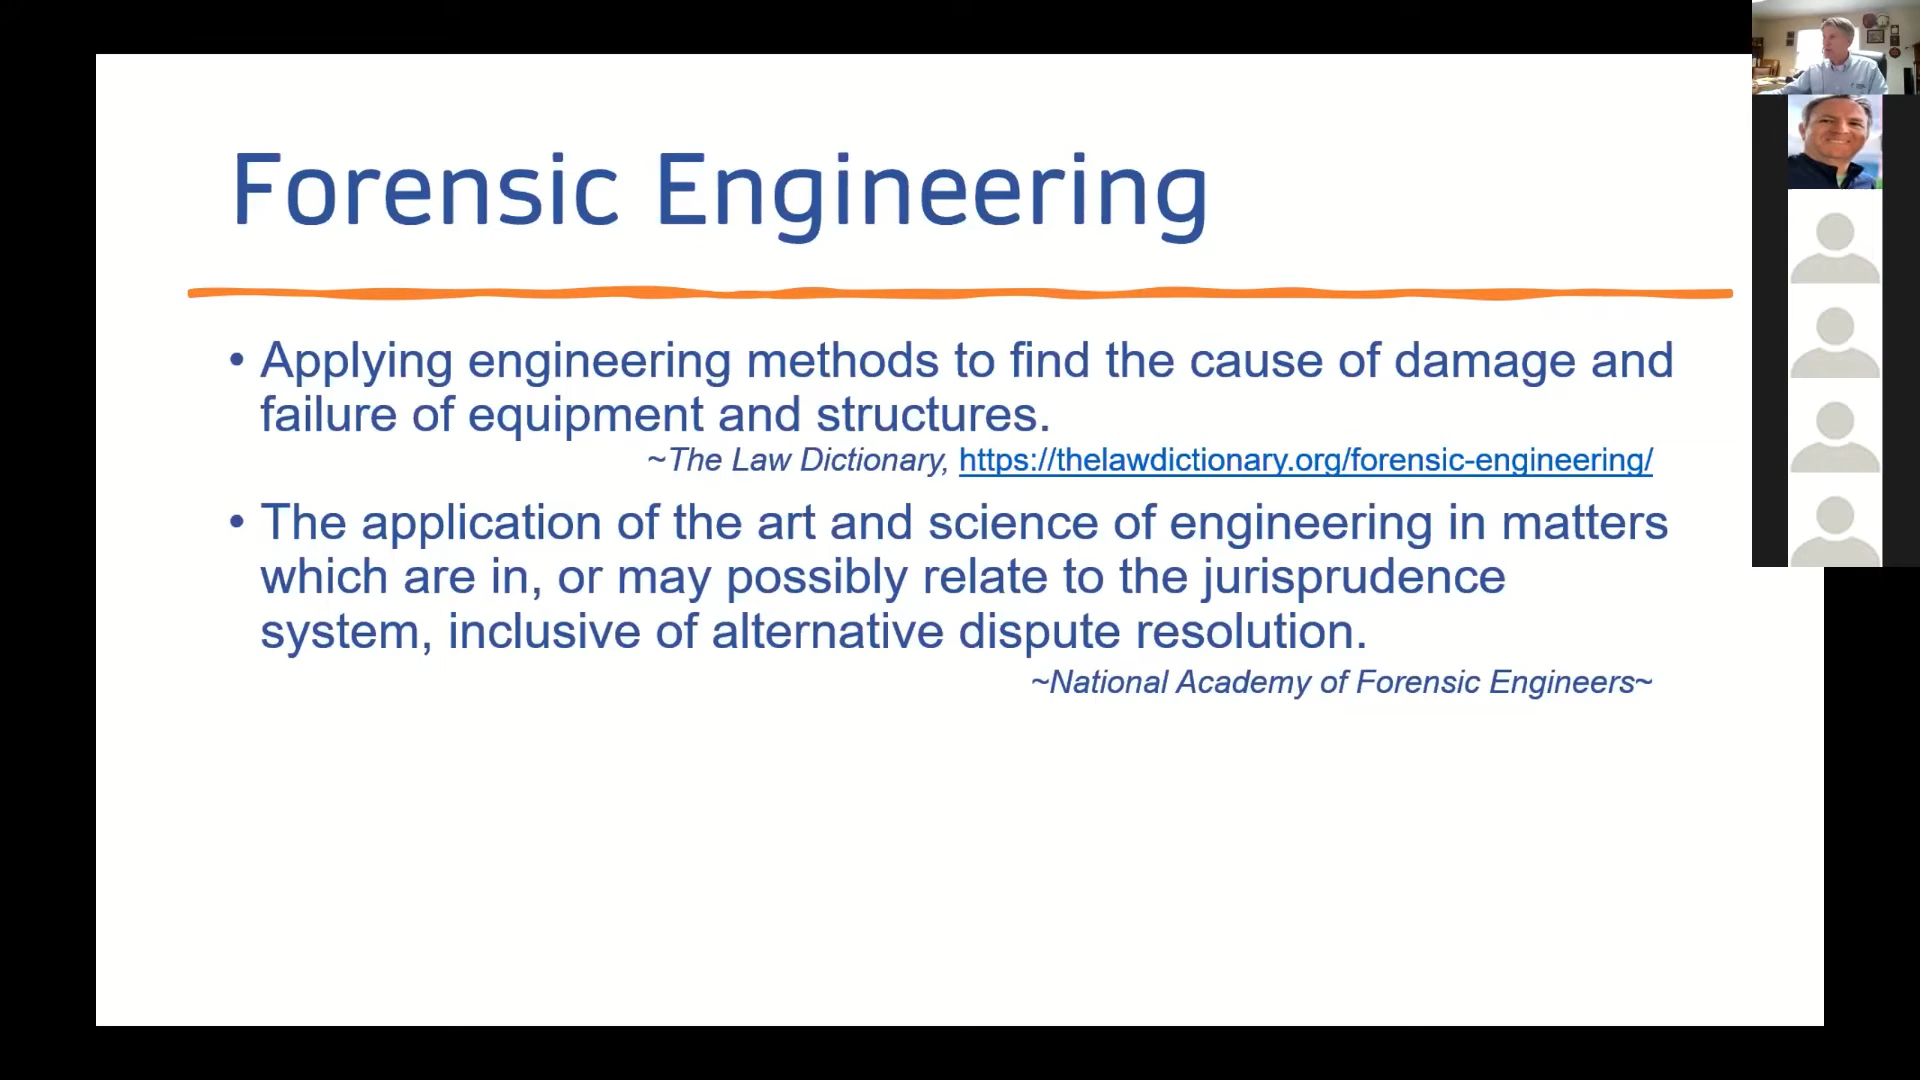 Forensic Engineering
• Applying engineering methods to find the cause of damage and
failure of equipment and structures.
~The Law Dictionary, https://thelawdictionary.org/forensic-engineering/
• The application of the art and science of engineering in matters
which are in, or may possibly relate to the jurisprudence
system, inclusive of alternative dispute resolution.
~National Academy of Forensic Engineers~